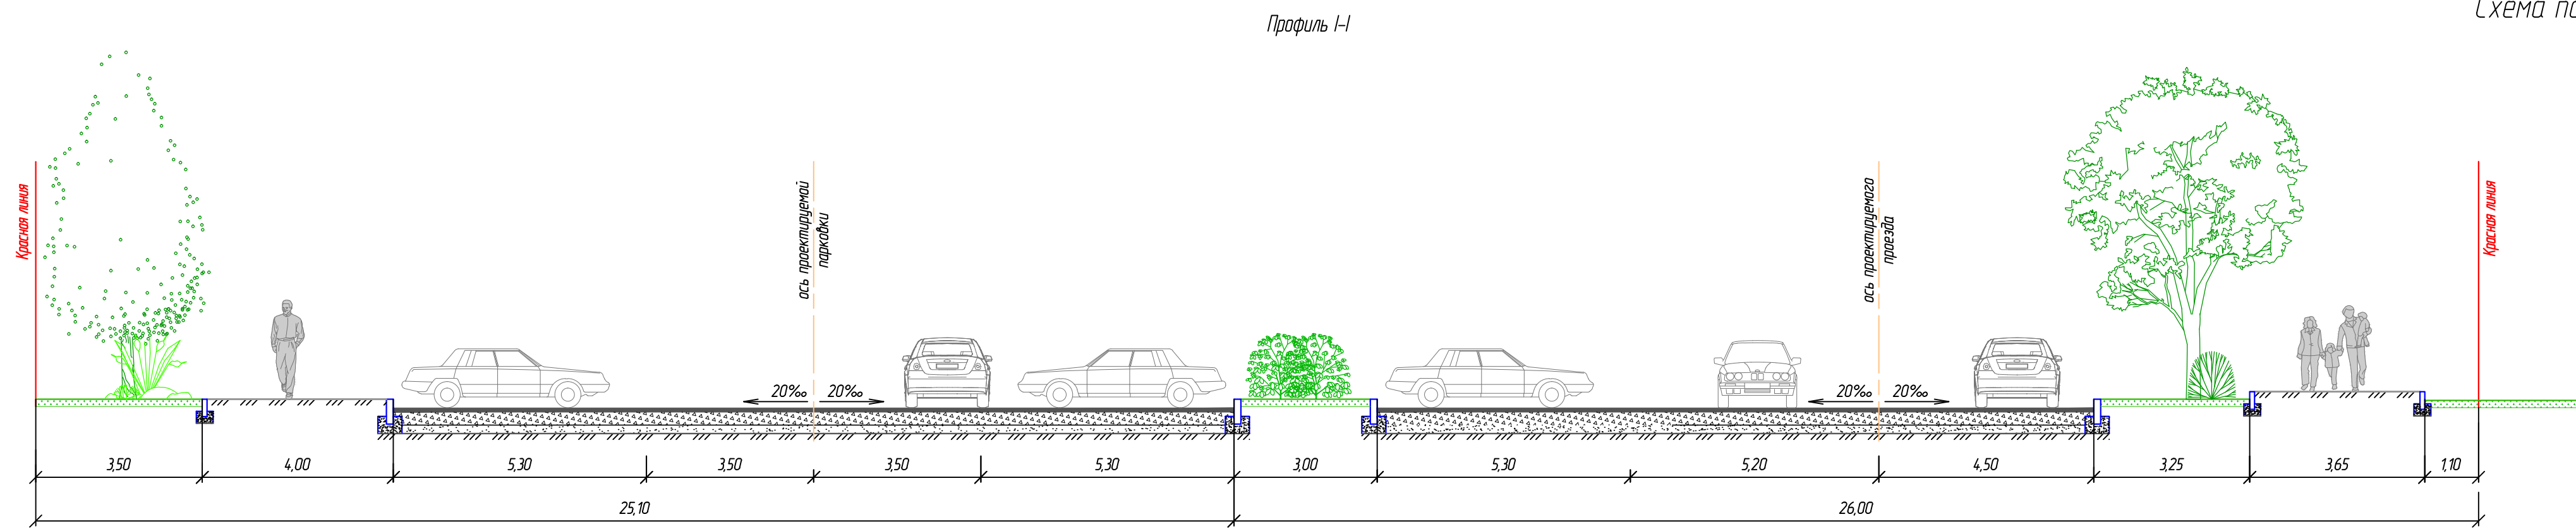 Профиль I-I
Схема по
Красная линия
ось проектируемой
парковки
ось проектируемого
проезда
Красная линия
20‰ 20‰
20‰ 20‰
3,50 4,00 5,30 3,50 3,50 5,30 3,00 5,30 5,20 4,50 3,25 3,65 1,10
25,10 26,00